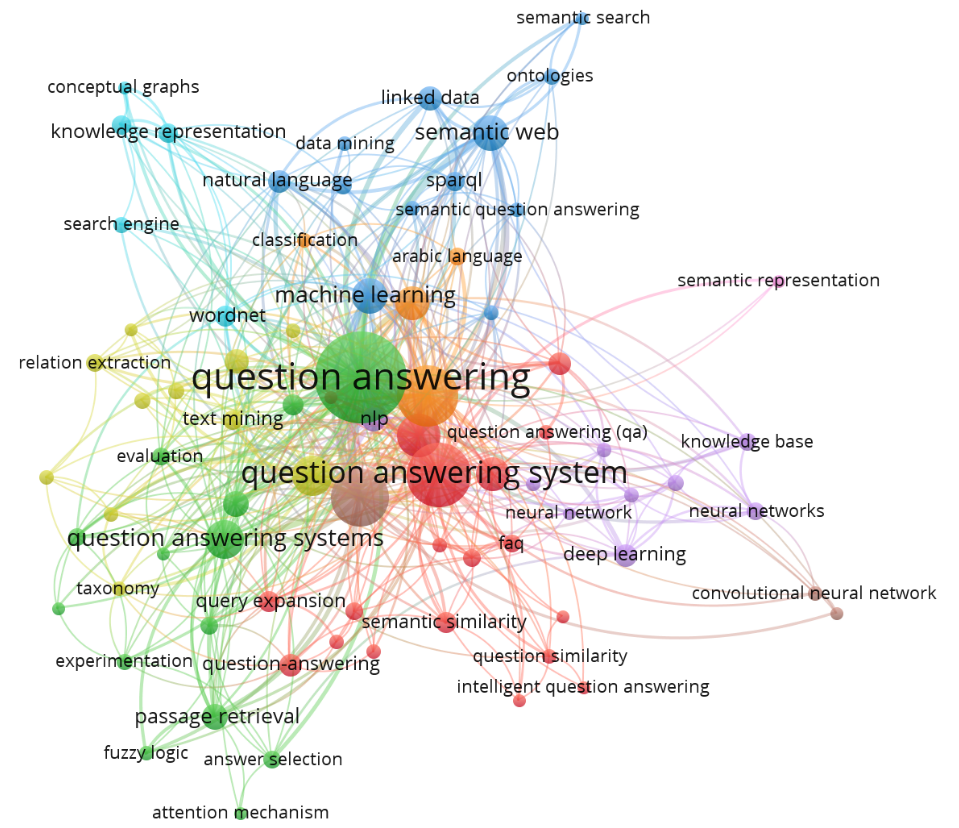 semantic search
ontologies
conceptual graphs
linked data
knowledge representation
semantic web
data mining
natural language
sparql
semantic question answering
search engine
classification
arabic language
semantic representation
machine learning
wordnet
relation extraction
question answering
text mining
nlp
question answering (qa)
knowledge base
evaluation
question answering system
neural network
neural networks
question answering systems
faq
deep learning
taxonomy
convolutional neural network
query expansion
semantic similarity
experimentation
question-answering
question similarity
intelligent question answering
passage retrieval
fuzzy logic
answer selection
attention mechanism